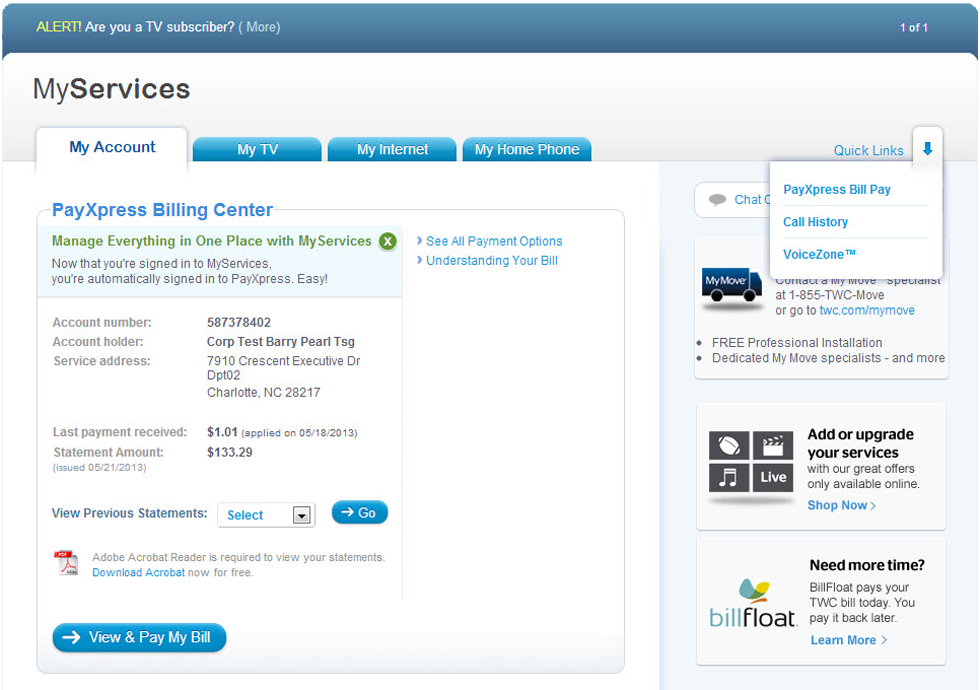 ALERT! Are you a TV subscriber? ( More)
1 of 1
MyServices
My Account
My TV
My Internet
My Home Phone
Quick Links
PayXpress Bill Pay
Call History
VoiceZone™
PayXpress Billing Center
Manage Everything in One Place with MyServices X
Now that you're signed in to MyServices,
you're automatically signed in to PayXpress. Easy!
› See All Payment Options
› Understanding Your Bill
Account number: 587378402
Account holder: Corp Test Barry Pearl Tsg
Service address: 7910 Crescent Executive Dr
Dpt02
Charlotte, NC 28217
Last payment received: $1.01 (applied on 05/18/2013)
Statement Amount: $133.29
(issued 05/21/2013)
View Previous Statements: Select Go
PDF
Adobe Acrobat Reader is required to view your statements.
Download Acrobat now for free.
View & Pay My Bill
Chat
My Move
Contact a My Move Specialist
at 1-855-TWC-Move
or go to twc.com/mymove
• FREE Professional Installation
• Dedicated My Move specialists - and more
Live
Add or upgrade
your services
with our great offers
only available online.
Shop Now >
billfloat
Need more time?
BillFloat pays your
TWC bill today. You
pay it back later.
Learn More >